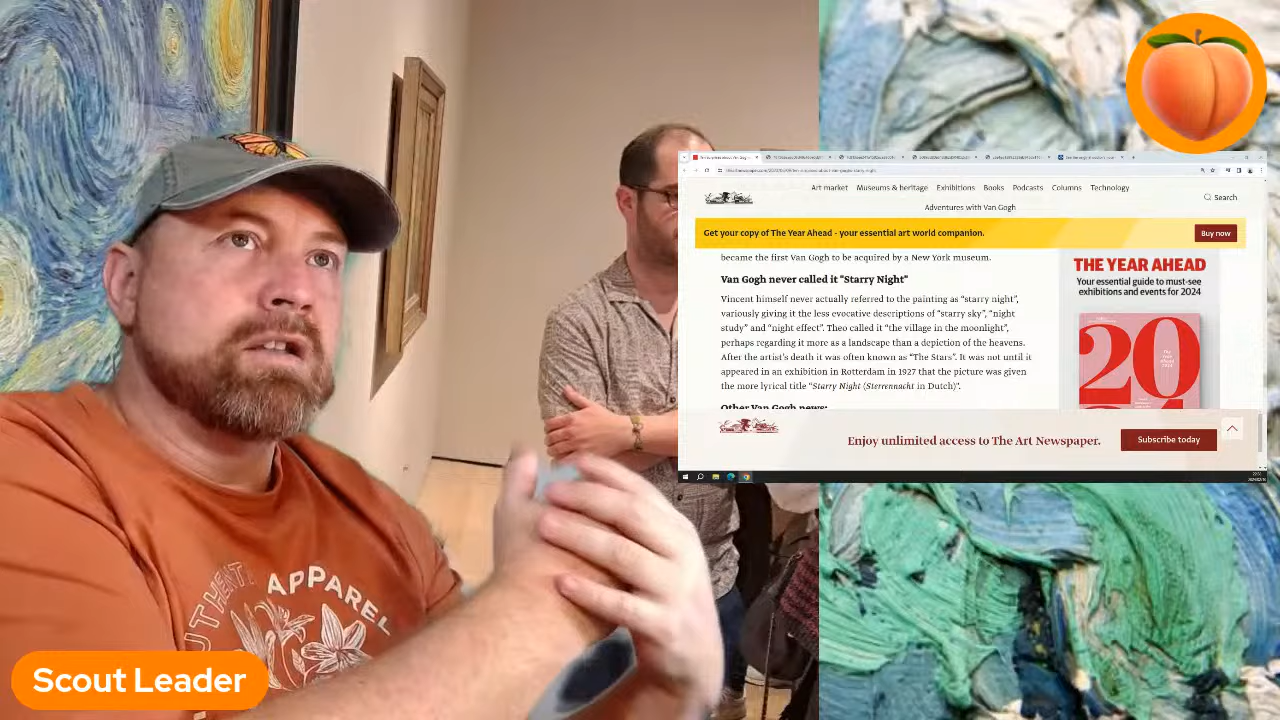 Art market Museums & heritage Exhibitions Books Podcasts Columns Technology
Search
Adventures with Van Gogh
Get your copy of The Year Ahead - your essential art world companion.
Buy now
became the first Van Gogh to be acquired by a New York museum.
Van Gogh never called it "Starry Night"
Vincent himself never actually referred to the painting as “starry night”,
variously giving it the less evocative descriptions of “starry sky”, “night
study” and “night effect”. Theo called it “the village in the moonlight”,
perhaps regarding it more as a landscape than a depiction of the heavens.
After the artist’s death it was often known as “The Stars”. It was not until it
appeared in an exhibition in Rotterdam in 1927 that the picture was given
the more lyrical title “Starry Night (Sterrennacht in Dutch)”.
Other Van Gogh news:
THE YEAR AHEAD
Your essential guide to must-see
exhibitions and events for 2024
20
Enjoy unlimited access to The Art Newspaper.
Subscribe today
APPAREL
Scout Leader